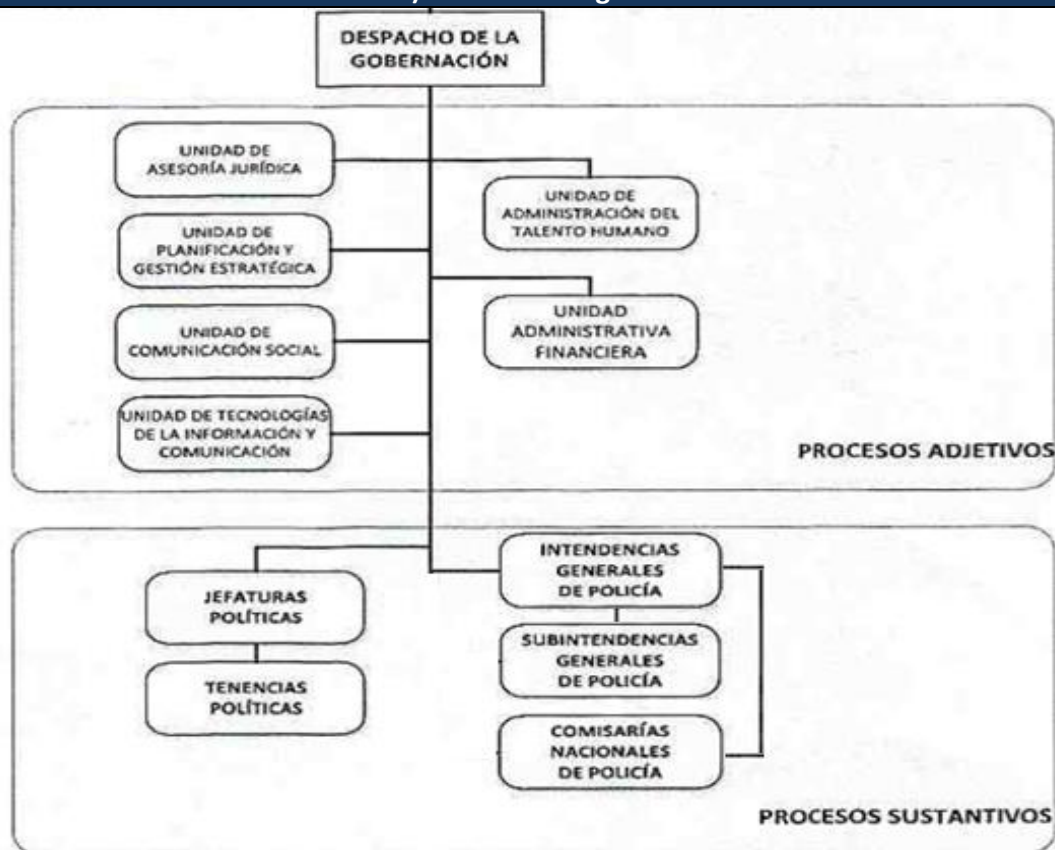 DESPACHO DE LA
GOBERNACIÓN
UNIDAD DE
ASESORÍA JURÍDICA
UNIDAD DE
ADMINISTRACIÓN DEL
TALENTO HUMANO
UNIDAD DE
PLANIFICACIÓN Y
GESTIÓN ESTRATÉGICA
UNIDAD
ADMINISTRATIVA
FINANCIERA
UNIDAD DE
COMUNICACIÓN SOCIAL
UNIDAD DE TECNOLOGÍAS
DE LA INFORMACIÓN Y
COMUNICACIÓN
PROCESOS ADJETIVOS
JEFATURAS
POLÍTICAS
TENENCIAS
POLÍTICAS
INTENDENCIAS
GENERALES
DE POLICÍA
SUBINTENDENCIAS
GENERALES
DE POLICÍA
COMISARÍAS
NACIONALES
DE POLICÍA
PROCESOS SUSTANTIVOS